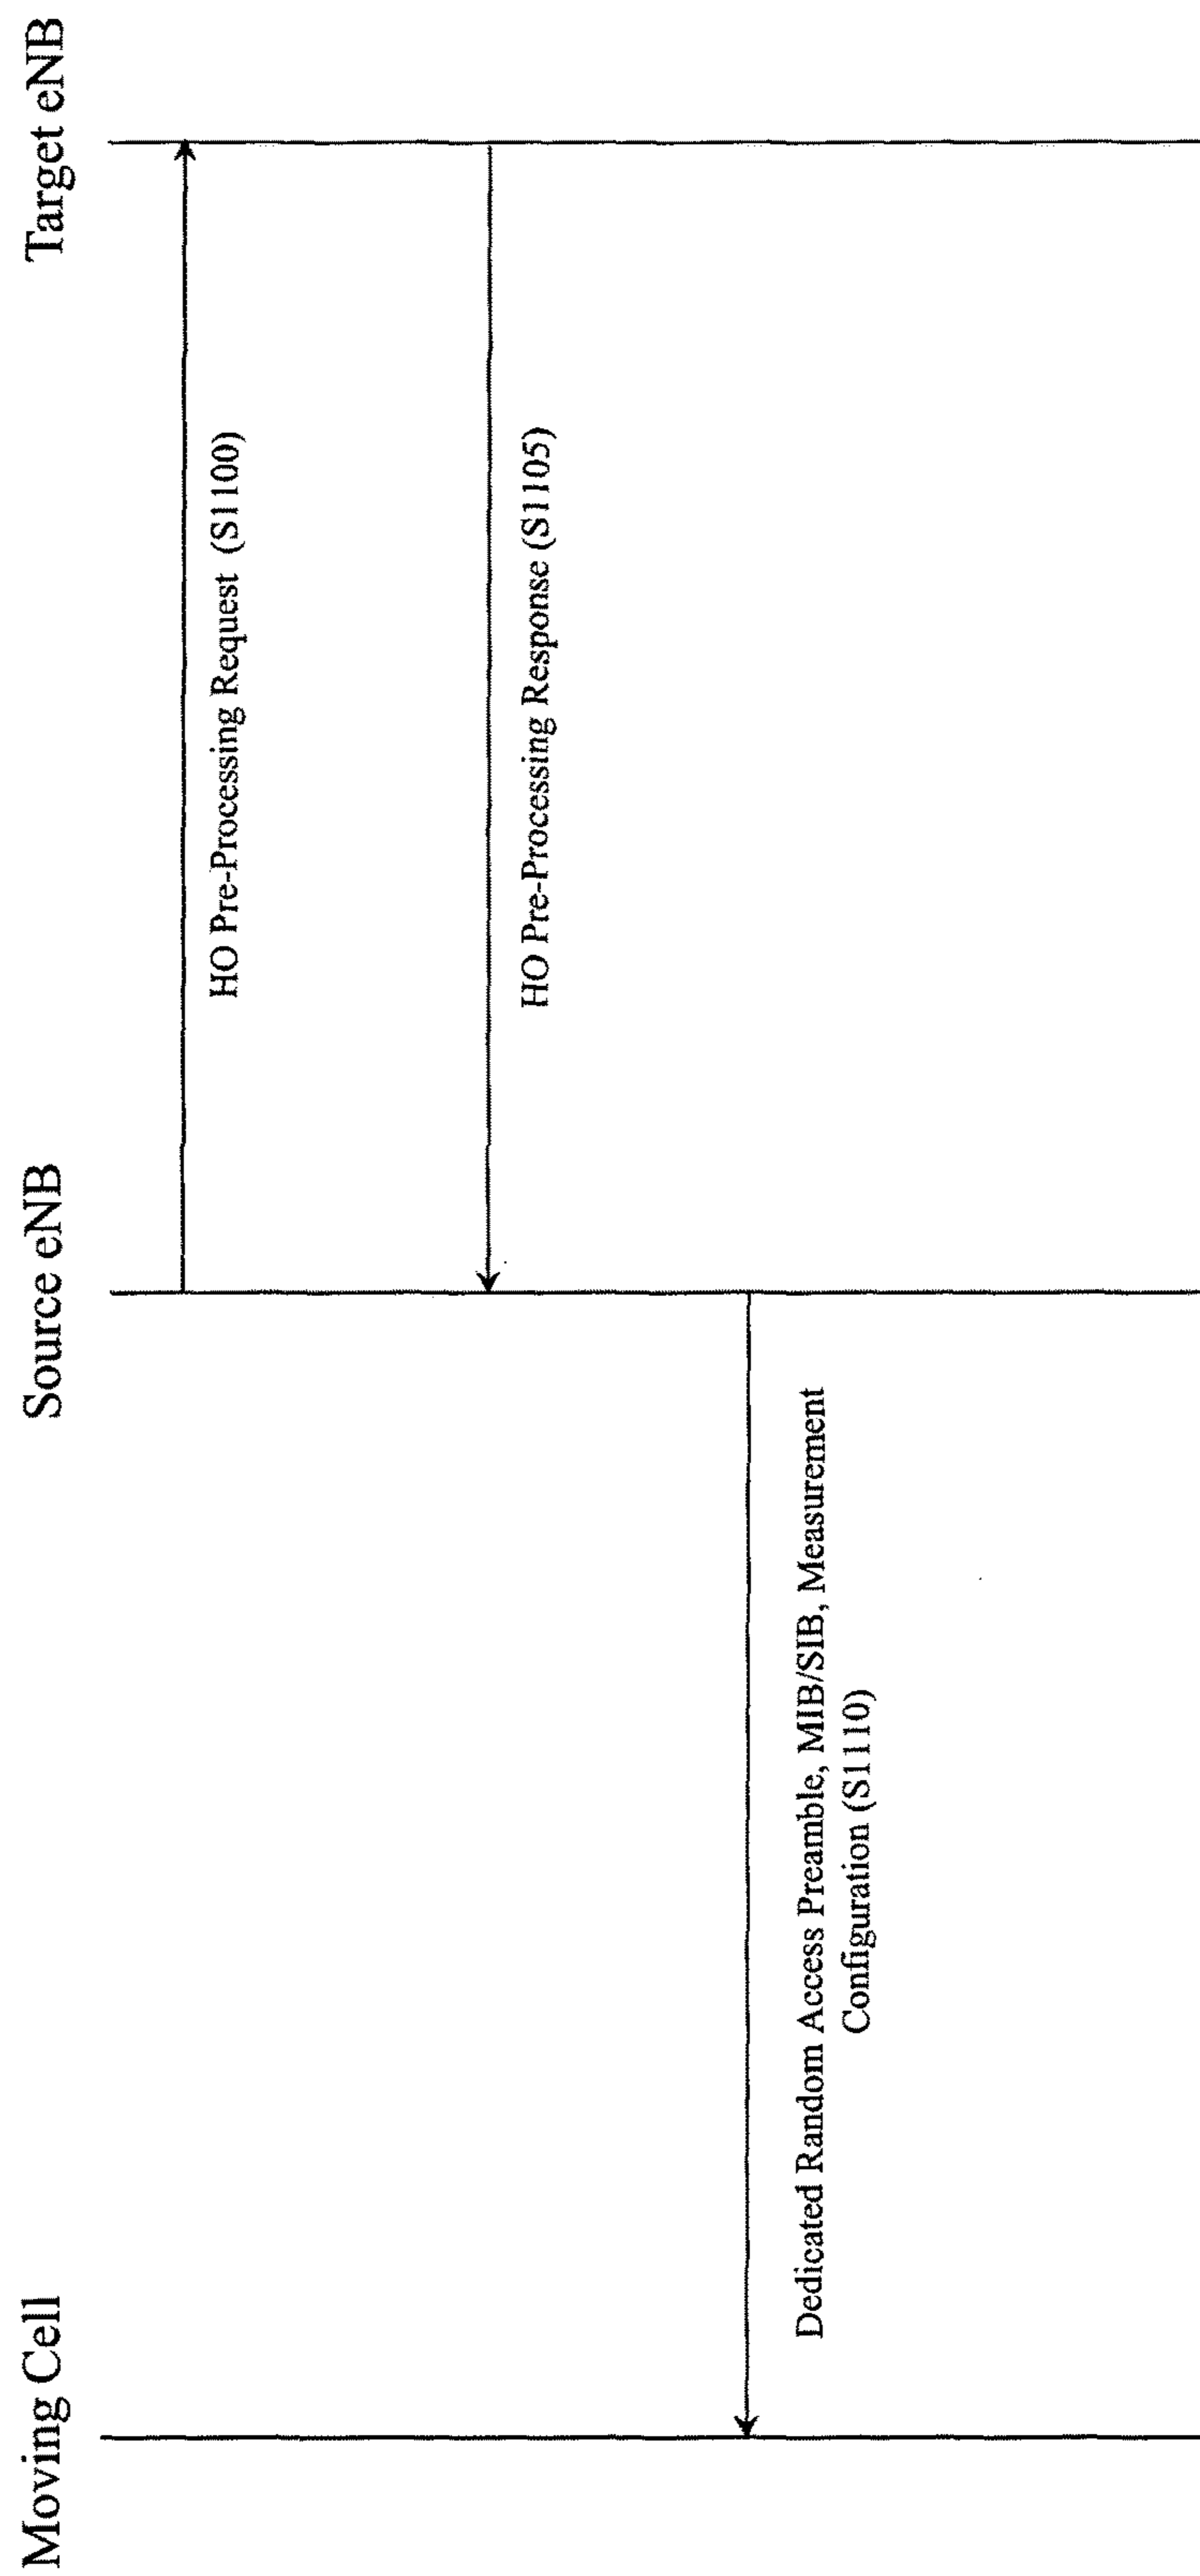 Moving Cell
Source eNB
Target eNB
HO Pre-Processing Request (S1100)
HO Pre-Processing Response (S1105)
Dedicated Random Access Preamble, MIB/SIB, Measurement
Configuration (S1110)